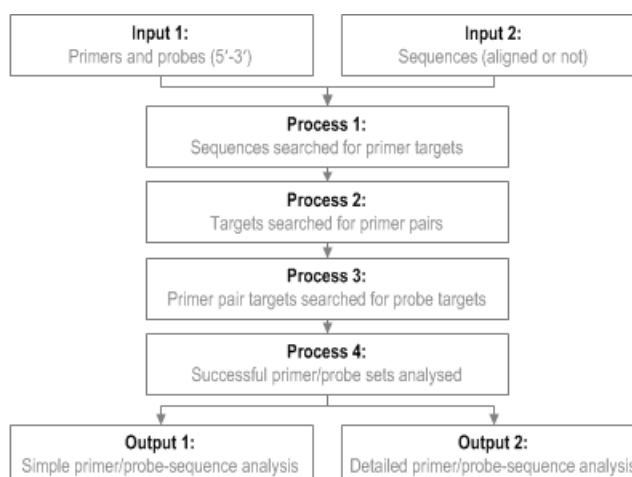 Input 1:
Primers and probes (5′-3′)
Input 2:
Sequences (aligned or not)
Process 1:
Sequences searched for primer targets
Process 2:
Targets searched for primer pairs
Process 3:
Primer pair targets searched for probe targets
Process 4:
Successful primer/probe sets analysed
Output 1:
Simple primer/probe-sequence analysis
Output 2:
Detailed primer/probe-sequence analysis